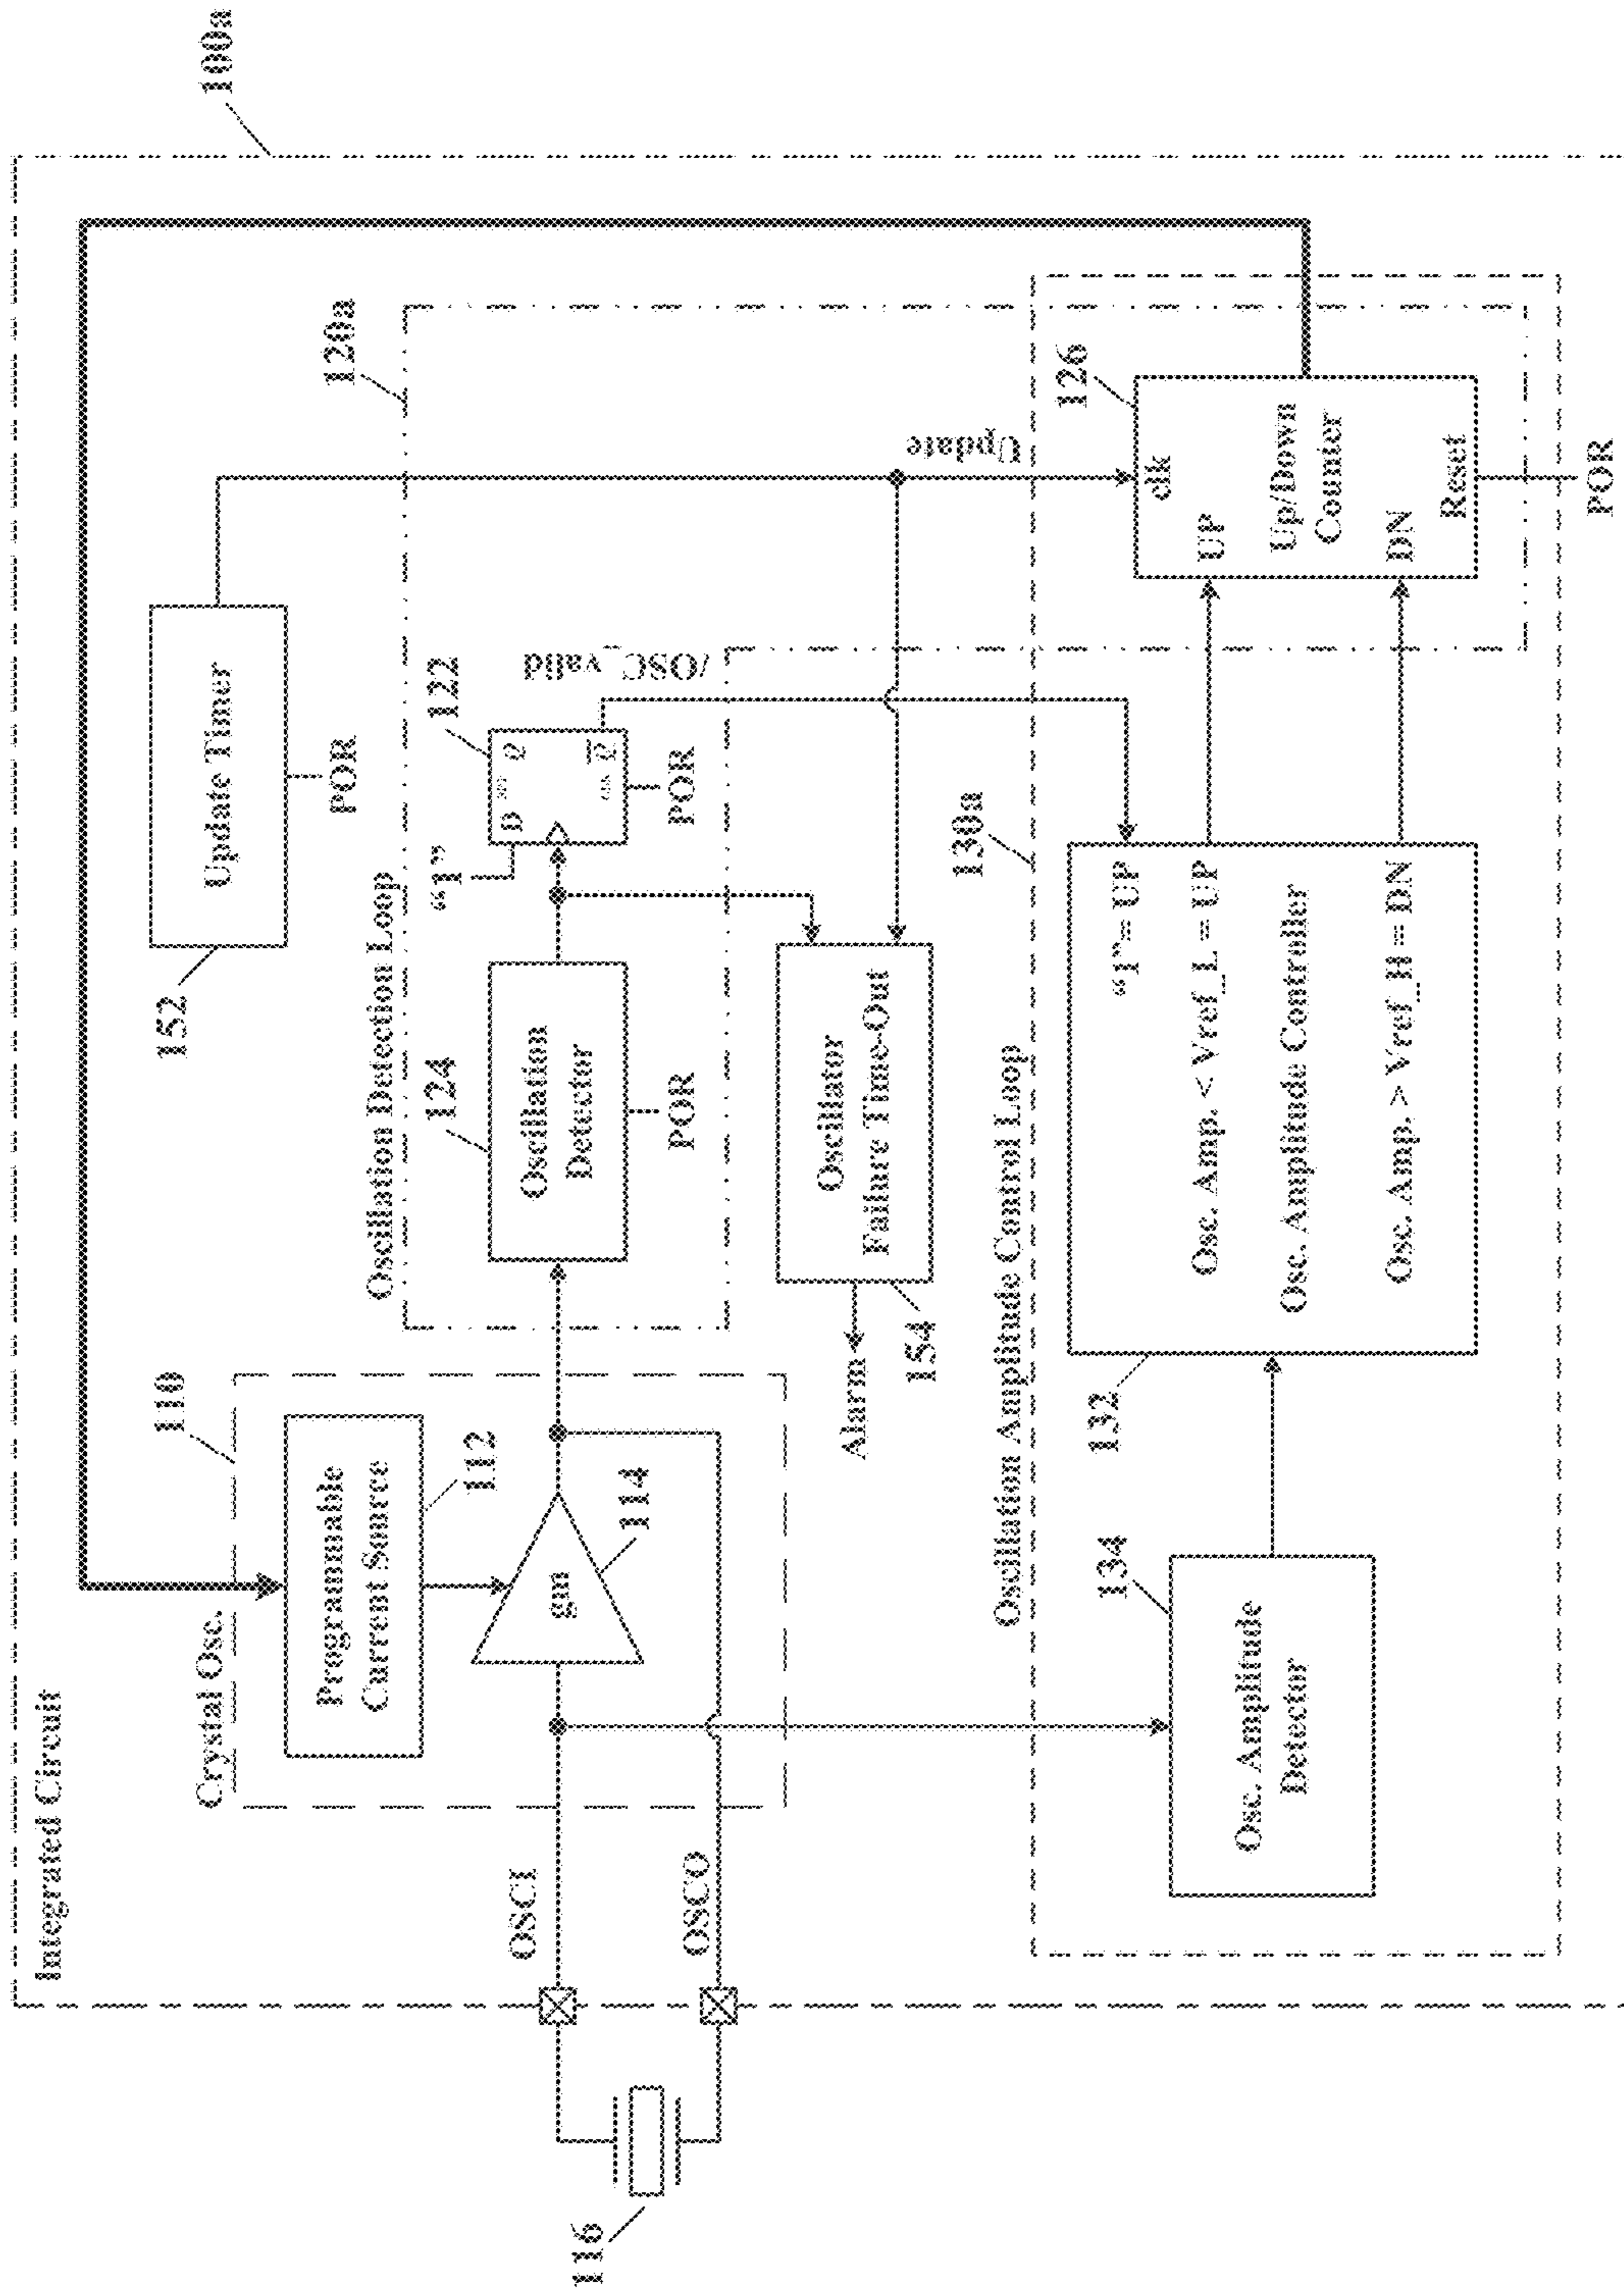 100a
Integrated Circuit
Crystal Osc.
110
Programmable
Current Source
112
gm
114
OSCI
OSCO
116
Update Timer
152
POR
Oscillation Detection Loop
120a
124
Oscillation
Detector
POR
"1"
122
D
Q
Q
POR
/OSC_valid
Update
Oscillator
Failure Time-Out
Alarm
154
Oscillation Amplitude Control Loop
130a
134
Osc. Amplitude
Detector
132
"1"= UP
Osc. Amp. < Vref_L = UP
Osc. Amplitude Controller
Osc. Amp. > Vref_H = DN
126
clk
UP
Up/Down
Counter
DN
Reset
POR